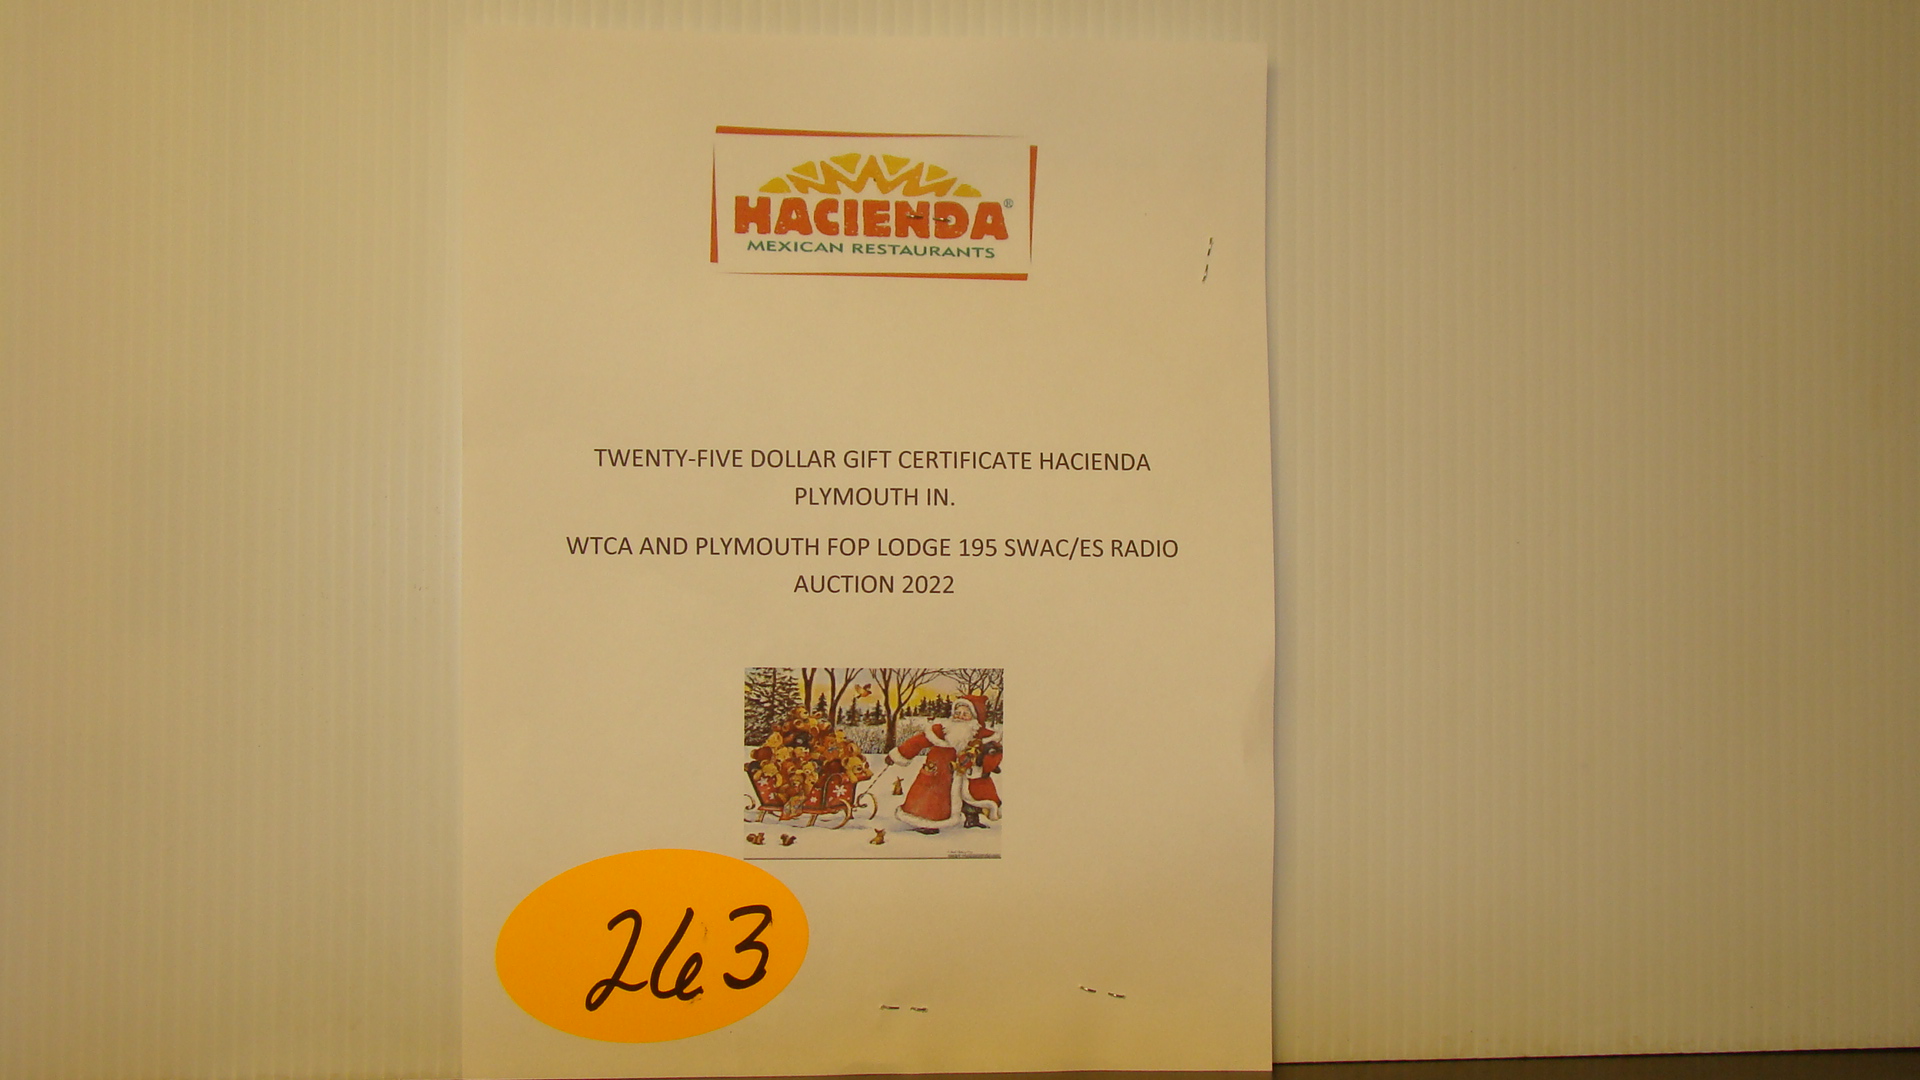 HACIENDA®
MEXICAN RESTAURANTS
TWENTY-FIVE DOLLAR GIFT CERTIFICATE HACIENDA
PLYMOUTH IN.
WTCA AND PLYMOUTH FOP LODGE 195 SWAC/ES RADIO
AUCTION 2022
263